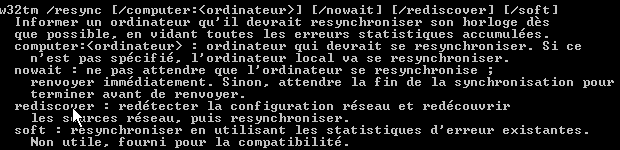 w32tm /resync [/computer:<ordinateur>] [/nowait] [/rediscover] [/soft]
Informer un ordinateur qu'il devrait resynchroniser son horloge dès
que possible, en vidant toutes les erreurs statistiques accumulées.
computer:<ordinateur> : ordinateur qui devrait se resynchroniser. Si ce
n'est pas spécifié, l'ordinateur local va se resynchroniser.
nowait : ne pas attendre que l'ordinateur se resynchronise ;
renvoyer immédiatement. Sinon, attendre la fin de la synchronisation pour
terminer avant de renvoyer.
rediscover : redétecter la configuration réseau et redécouvrir
les sources réseau, puis resynchroniser.
soft : resynchroniser en utilisant les statistiques d'erreur existantes.
Non utile, fourni pour la compatibilité.